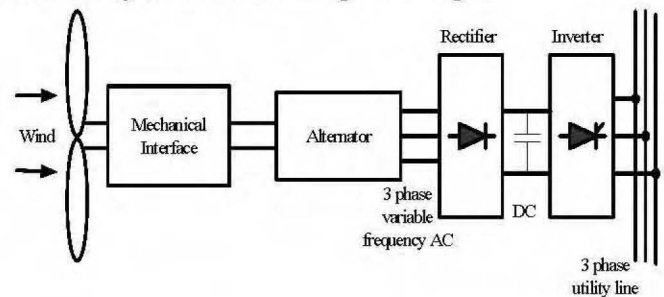 Rectifier
Inverter
Wind
Mechanical
Interface
Alternator
3 phase
variable
frequency AC
DC
3 phase
utility line